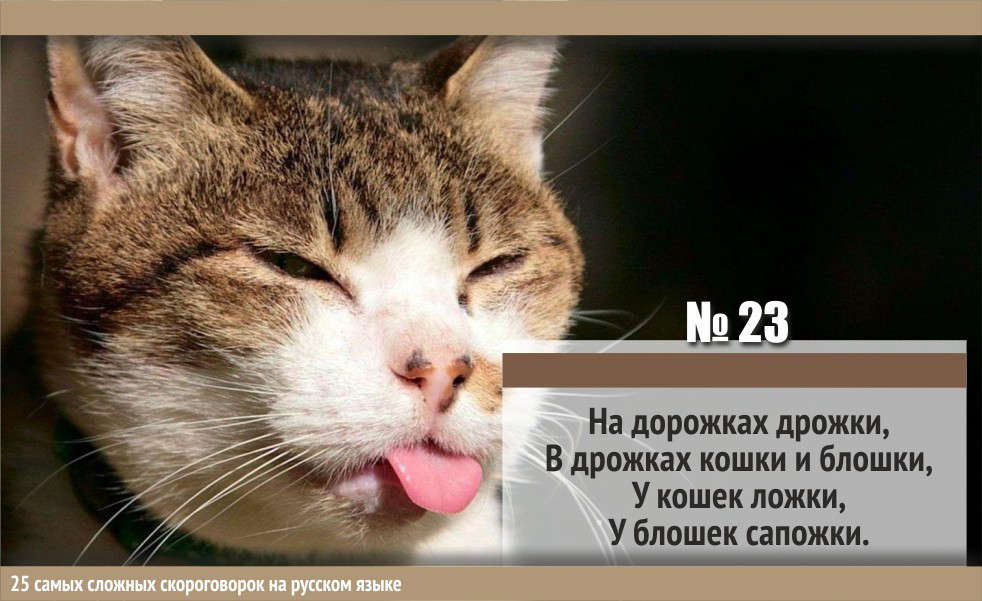 № 23
На дорожках дрожки,
В дрожках кошки и блошки,
У кошек ложки,
У блошек сапожки.
25 самых сложных скороговорок на русском языке